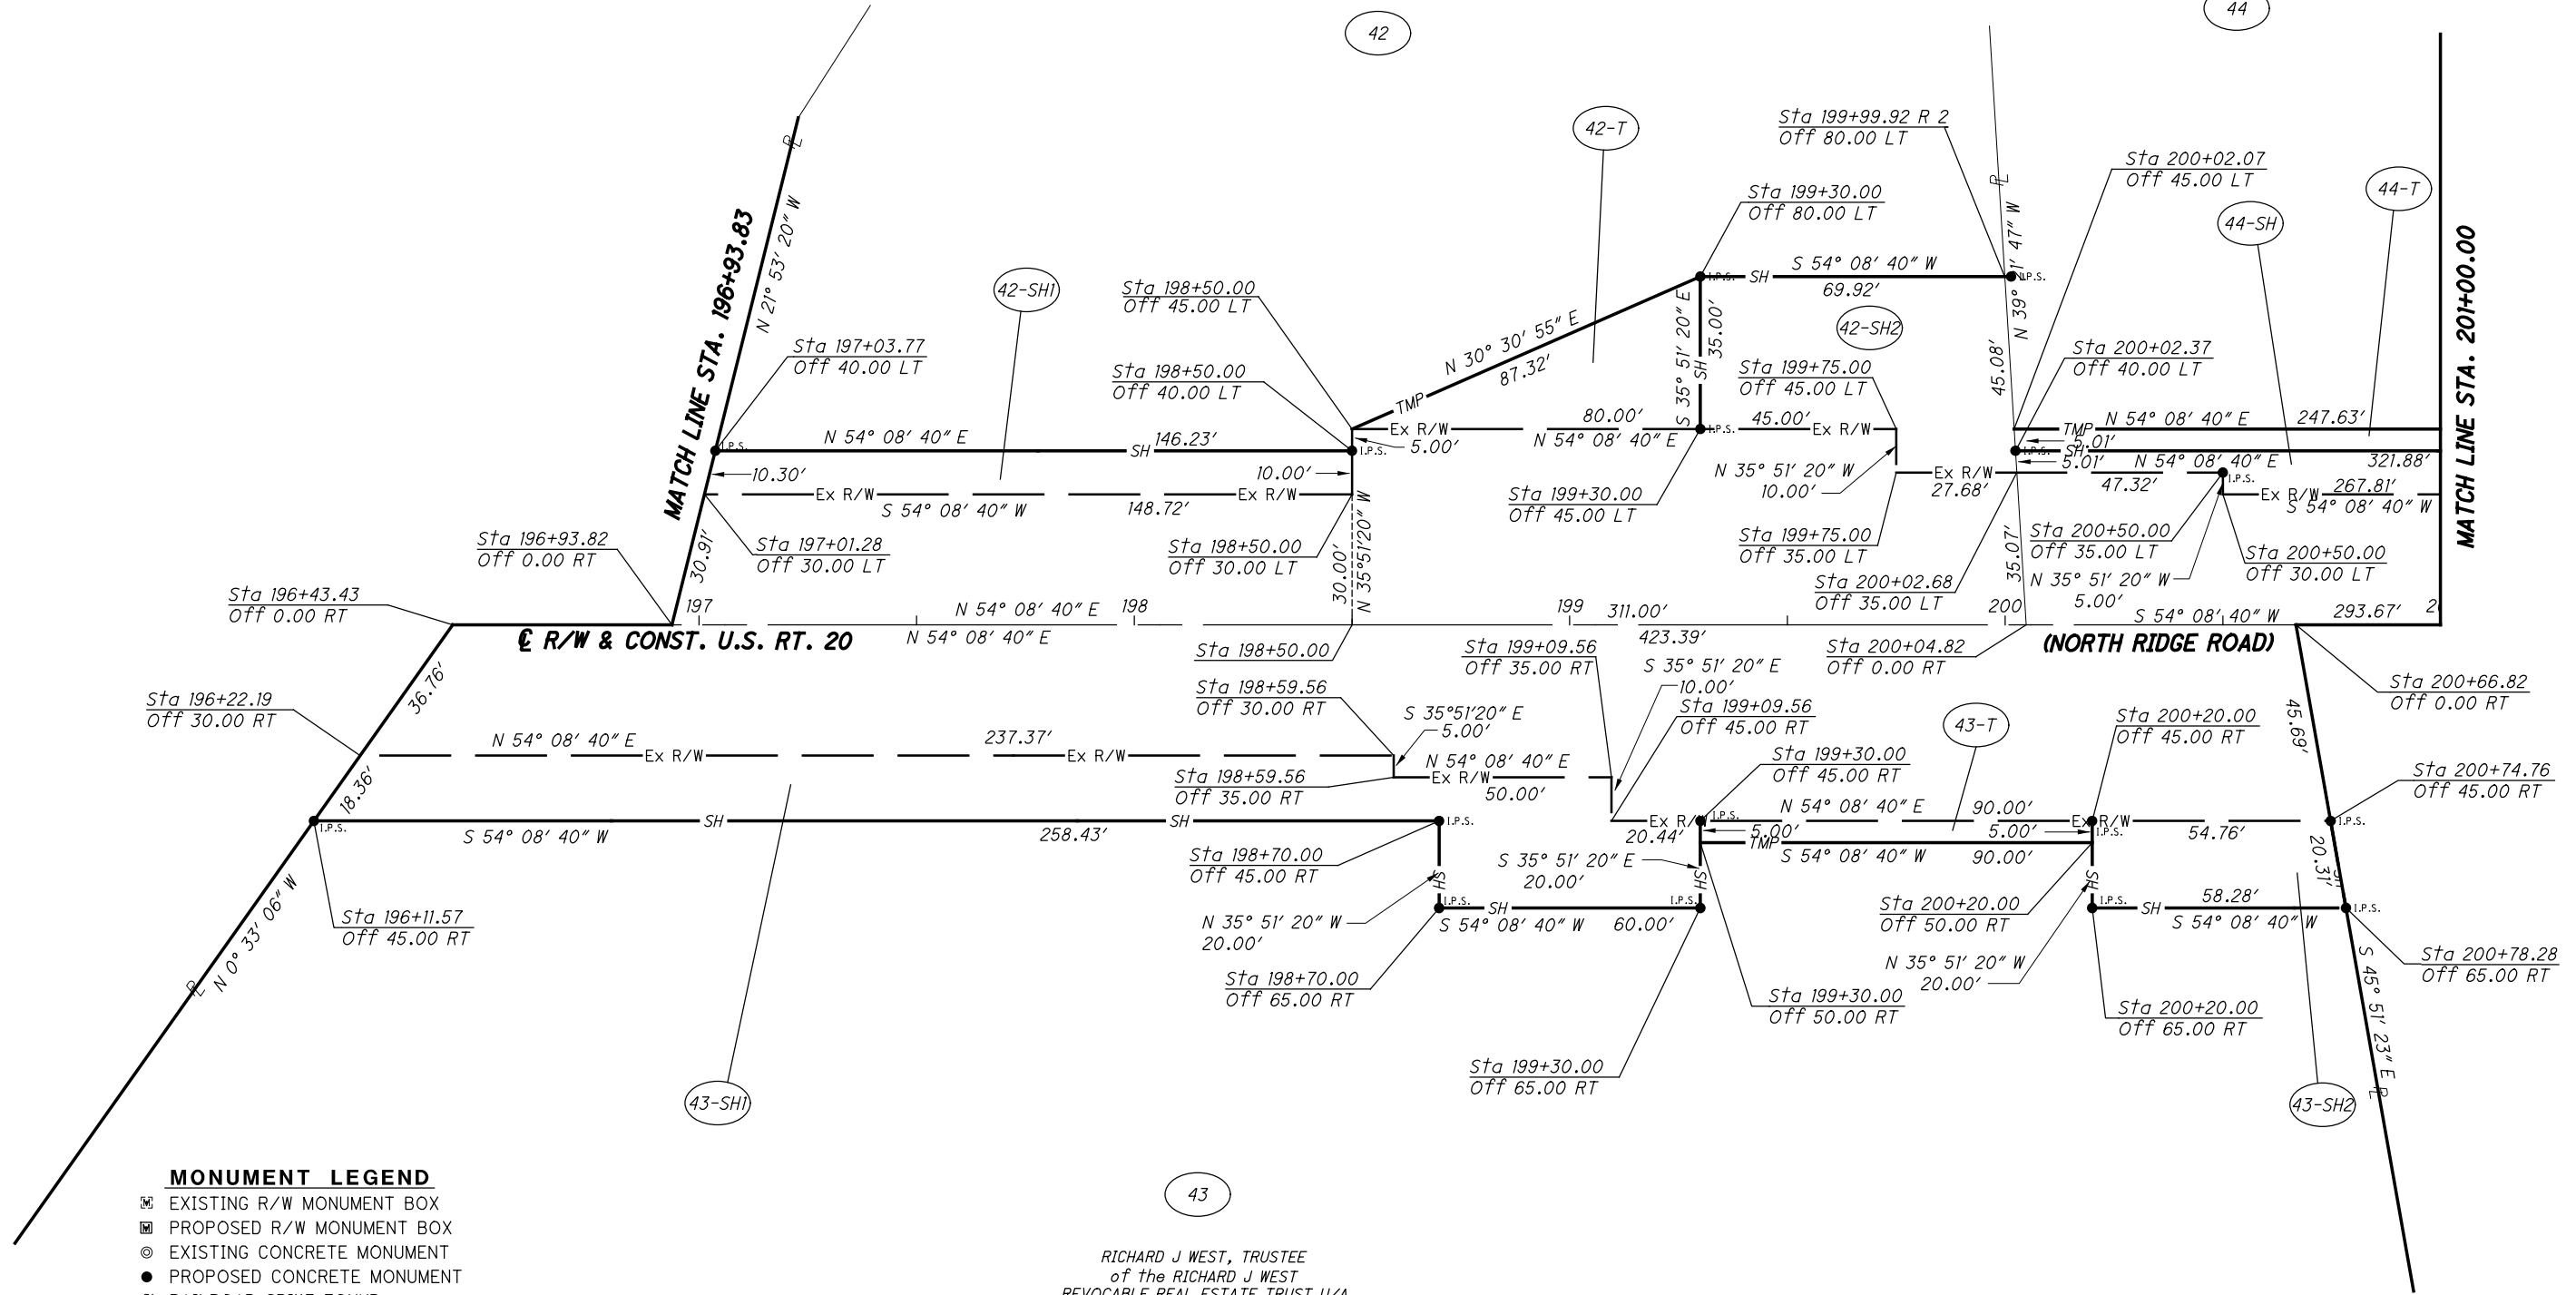 42
44
42-T
Sta 199+99.92 R 2
Off 80.00 LT
Sta 200+02.07
Off 45.00 LT
44-T
44-SH
Sta 199+30.00
Off 80.00 LT
MATCH LINE STA. 196+93.83
N 21° 53′ 20″ W
42-SH1
Sta 198+50.00
Off 45.00 LT
I.P.S.
SH
S 54° 08′ 40″ W
69.92′
I.P.S.
N 39°
1′ 47″ W
MATCH LINE STA. 201+00.00
42-SH2
N 30° 30′ 55″ E
87.32′
TMP
S 35° 51′ 20″ E
35.00′
SH
45.08′
Sta 197+03.77
Off 40.00 LT
Sta 198+50.00
Off 40.00 LT
Sta 199+75.00
Off 45.00 LT
Sta 200+02.37
Off 40.00 LT
Ex R/W
80.00′
N 54° 08′ 40″ E
5.00′
I.P.S.
45.00′
Ex R/W
TMP
N 54° 08′ 40″ E
247.63′
5.01′
I.P.S.
N 54° 08′ 40″ E
146.23′
SH
I.P.S.
I.P.S.
SH
5.01′
N 54° 08′ 40″ E
321.88′
10.30′
10.00′
N 35° 51′ 20″ W
10.00′
Ex R/W
27.68′
47.32′
I.P.S.
Ex R/W
Ex R/W
S 54° 08′ 40″ W
148.72′
Sta 199+30.00
Off 45.00 LT
Ex R/W
267.81′
S 54° 08′ 40″ W
Sta 196+93.82
Off 0.00 RT
30.91′
Sta 197+01.28
Off 30.00 LT
Sta 198+50.00
Off 30.00 LT
30.00′
N 35°51′20″ W
Sta 199+75.00
Off 35.00 LT
Sta 200+02.68
Off 35.00 LT
35.07′
Sta 200+50.00
Off 35.00 LT
N 35° 51′ 20″ W
5.00′
Sta 200+50.00
Off 30.00 LT
Sta 196+43.43
Off 0.00 RT
197
N 54° 08′ 40″ E
198
199
311.00′
200
S 54° 08′ 40″ W
293.67′
℄ R/W & CONST. U.S. RT. 20
N 54° 08′ 40″ E
423.39′
(NORTH RIDGE ROAD)
Sta 198+50.00
Sta 199+09.56
Off 35.00 RT
S 35° 51′ 20″ E
10.00′
Sta 200+04.82
Off 0.00 RT
36.76′
Sta 196+22.19
Off 30.00 RT
Sta 198+59.56
Off 30.00 RT
S 35°51′20″ E
5.00′
Sta 199+09.56
Off 45.00 RT
43-T
Sta 200+20.00
Off 45.00 RT
45.69′
Sta 200+66.82
Off 0.00 RT
N 54° 08′ 40″ E
Ex R/W
237.37′
Ex R/W
N 54° 08′ 40″ E
Ex R/W
50.00′
Sta 199+30.00
Off 45.00 RT
Sta 198+59.56
Off 35.00 RT
Sta 200+74.76
Off 45.00 RT
18.36′
I.P.S.
S 54° 08′ 40″ W
SH
258.43′
SH
I.P.S.
Ex R/W
20.44′
I.P.S.
N 54° 08′ 40″ E
90.00′
5.00′
5.00′
Ex R/W
I.P.S.
54.76′
I.P.S.
TMP
S 54° 08′ 40″ W
90.00′
Sta 198+70.00
Off 45.00 RT
S 35° 51′ 20″ E
20.00′
SH
SH
SH
20.31′
SH
Sta 196+11.57
Off 45.00 RT
N 0° 33′ 06″ W
I.P.S.
SH
S 54° 08′ 40″ W
60.00′
I.P.S.
N 35° 51′ 20″ W
20.00′
Sta 200+20.00
Off 50.00 RT
I.P.S.
SH
58.28′
S 54° 08′ 40″ W
I.P.S.
Sta 198+70.00
Off 65.00 RT
Sta 199+30.00
Off 50.00 RT
N 35° 51′ 20″ W
20.00′
Sta 200+20.00
Off 65.00 RT
Sta 200+78.28
Off 65.00 RT
S 45° 51′ 23″ E
Sta 199+30.00
Off 65.00 RT
43-SH1
43-SH2
MONUMENT LEGEND
EXISTING R/W MONUMENT BOX
PROPOSED R/W MONUMENT BOX
EXISTING CONCRETE MONUMENT
PROPOSED CONCRETE MONUMENT
43
RICHARD J WEST, TRUSTEE
of the RICHARD J WEST
REVOCABLE REAL ESTATE TRUST U/A